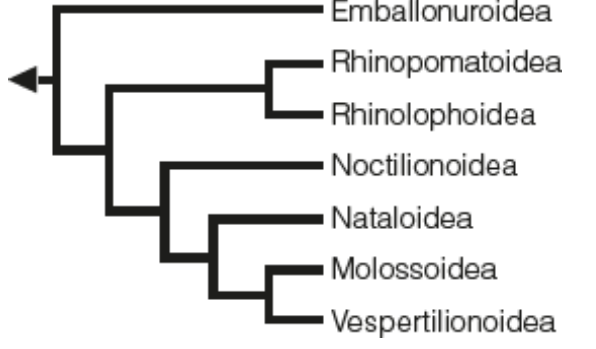 Emballonuroidea
Rhinopomatoidea
Rhinolophoidea
Noctilionoidea
Nataloidea
Molossoidea
Vespertilionoidea